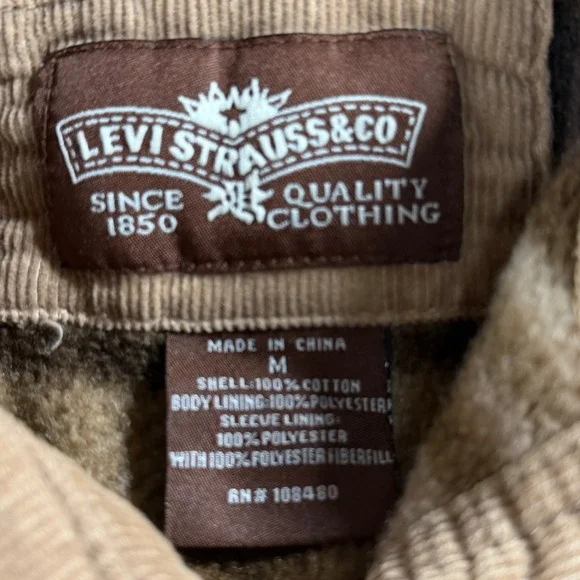 LEVI STRAUSS&CO
SINCE QUALITY
1850 CLOTHING
MADE IN CHINA
M
SHELL: 100% COTTON
BODY LINING: 100% POLYESTER
SLEEVE LINING:
100% POLYESTER
WITH 100% POLYESTER FIBERFILL
RN# 108480